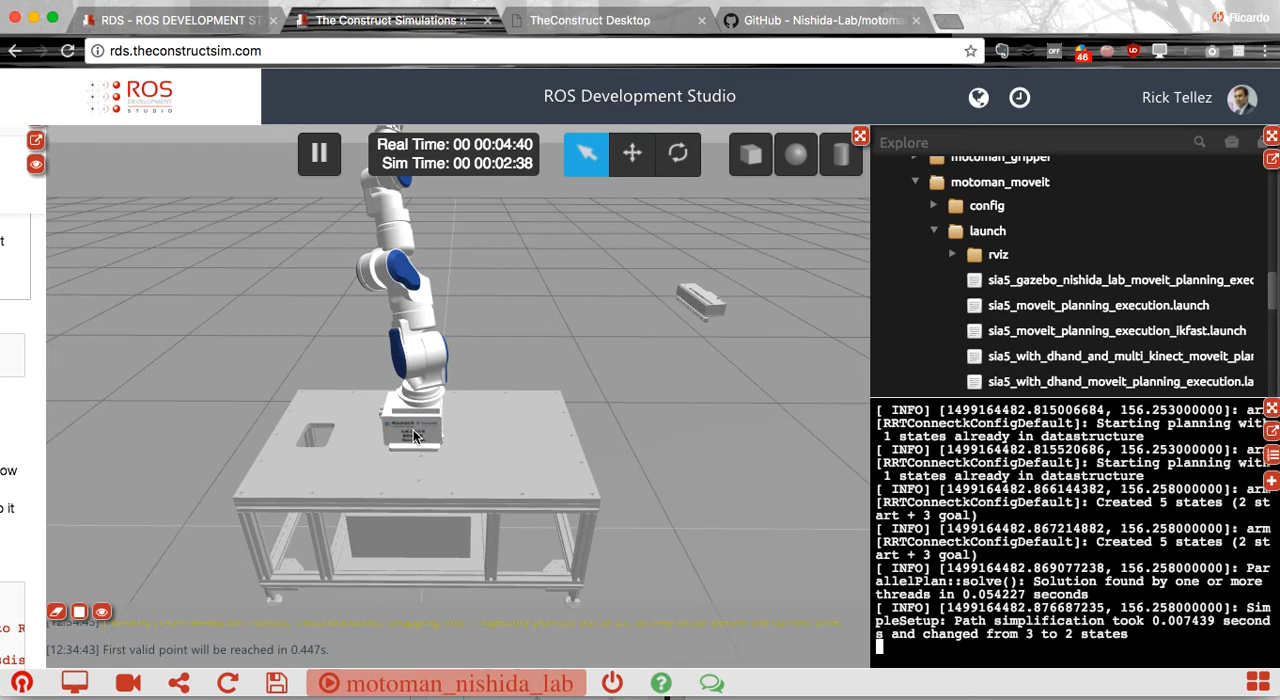 RDS - ROS DEVELOPMENT ST
The Construct Simulations ::
TheConstruct Desktop
GitHub - Nishida-Lab/motoma
Ricardo
rds.theconstructsim.com
OFF
46
ROS
DEVELOPMENT
STUDIO
ROS Development Studio
Rick Tellez
Real Time: 00 00:04:40
Sim Time: 00 00:02:38
Explore
motoman_gripper
motoman_moveit
config
launch
rviz
sia5_gazebo_nishida_lab_moveit_planning_exec
sia5_moveit_planning_execution.launch
sia5_moveit_planning_execution_ikfast.launch
sia5_with_dhand_and_multi_kinect_moveit_plan
sia5_with_dhand_moveit_planning_execution.la
[ INFO] [1499164482.815006684, 156.253000000]: arm
[RRTConnectkConfigDefault]: Starting planning with
1 states already in datastructure
[ INFO] [1499164482.815520686, 156.253000000]: arm
[RRTConnectkConfigDefault]: Starting planning with
1 states already in datastructure
[ INFO] [1499164482.866144382, 156.258000000]: arm
[RRTConnectkConfigDefault]: Created 5 states (2 st
art + 3 goal)
[ INFO] [1499164482.867214882, 156.258000000]: arm
[RRTConnectkConfigDefault]: Created 5 states (2 st
art + 3 goal)
[ INFO] [1499164482.869077238, 156.258000000]: Par
allelPlan::solve(): Solution found by one or more
threads in 0.054227 seconds
[ INFO] [1499164482.876687235, 156.258000000]: Sim
pleSetup: Path simplification took 0.007439 second
s and changed from 3 to 2 states
t
ow
o it
to R
sdis
[12:34:43] First valid point will be reached in 0.447s.
motoman_nishida_lab